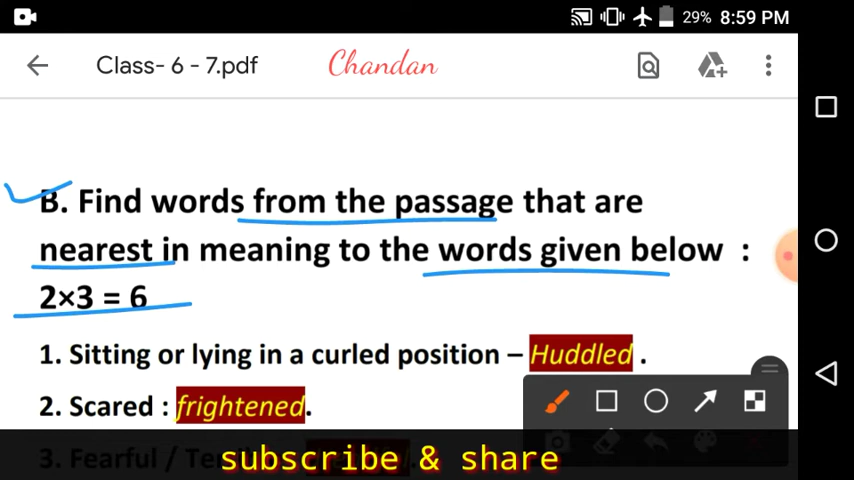 29% 8:59 PM
Class- 6 - 7.pdf Chandan
B. Find words from the passage that are
nearest in meaning to the words given below :
2×3 = 6
1. Sitting or lying in a curled position – Huddled .
2. Scared : frightened.
3. Fearful /
subscribe & share